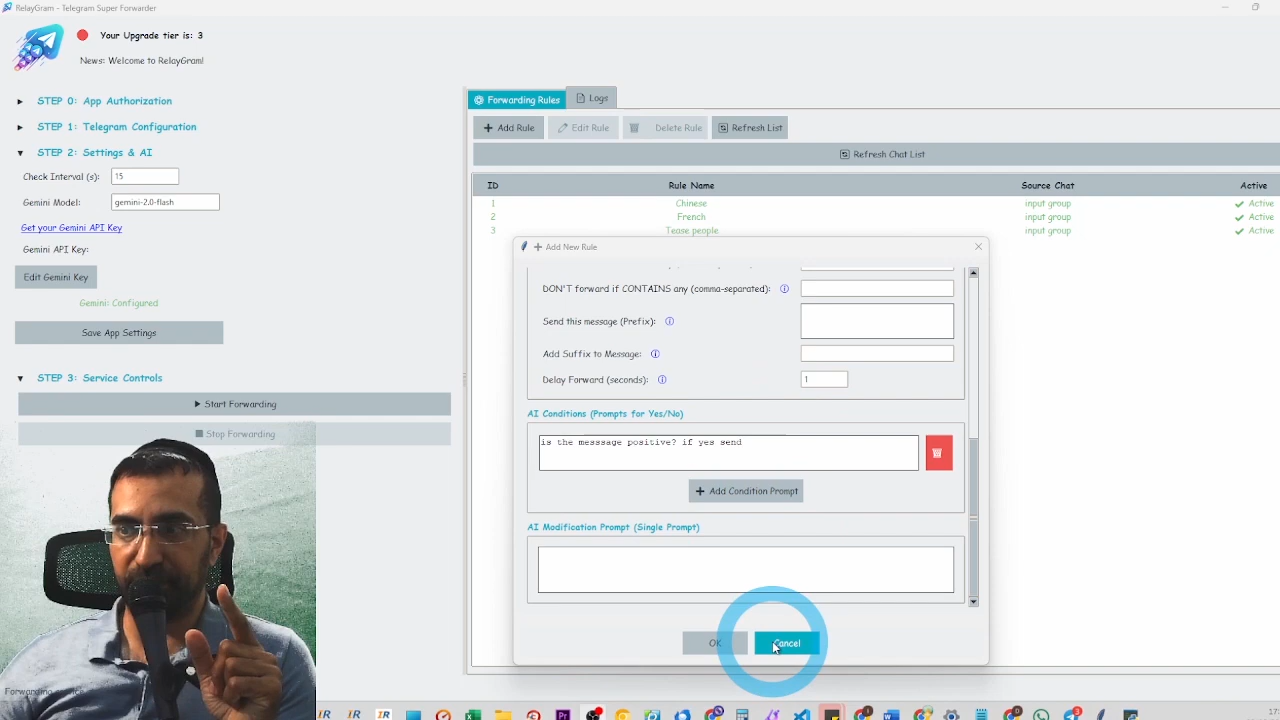 RelayGram - Telegram Super Forwarder
Your Upgrade tier is: 3
News: Welcome to RelayGram!
STEP 0: App Authorization
STEP 1: Telegram Configuration
STEP 2: Settings & AI
Check Interval (s): 15
Gemini Model: gemini-2.0-flash
Get your Gemini API Key
Gemini API Key:
Edit Gemini Key
Gemini: Configured
Save App Settings
STEP 3: Service Controls
Start Forwarding
Stop Forwarding
Forwarding Rules Logs
Add Rule Edit Rule Delete Rule Refresh List
Refresh Chat List
ID Rule Name Source Chat Active
1 Chinese input group Active
2 French input group Active
3 Tease people input group Active
Add New Rule
DON'T forward if CONTAINS any (comma-separated):
Send this message (Prefix):
Add Suffix to Message:
Delay Forward (seconds): 1
AI Conditions (Prompts for Yes/No)
is the messsage positive? if yes send
Add Condition Prompt
AI Modification Prompt (Single Prompt)
OK Cancel
Forwarding